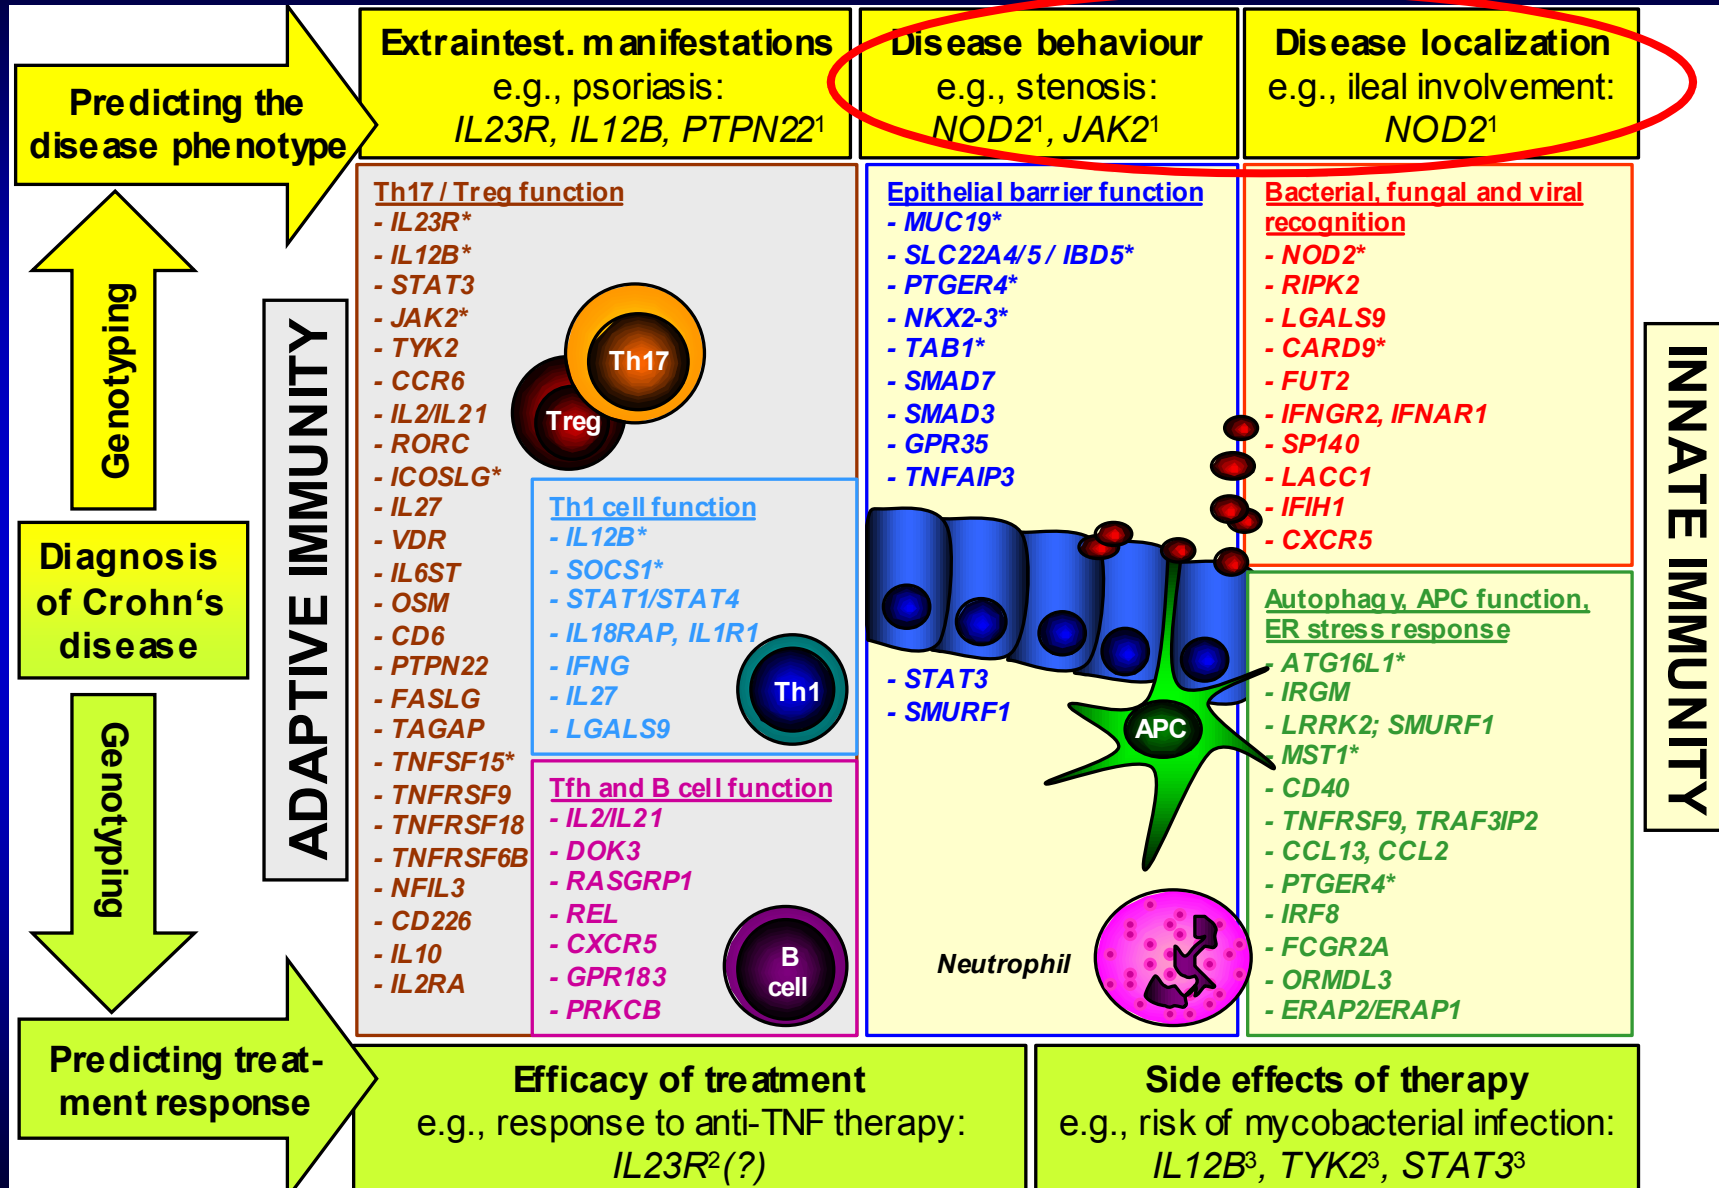 Predicting the
disease phenotype
Extraintest. manifestations
e.g., psoriasis:
IL23R, IL12B, PTPN22¹
Disease behaviour
e.g., stenosis:
NOD2¹, JAK2¹
Disease localization
e.g., ileal involvement:
NOD2¹
Genotyping
Diagnosis
of Crohn‘s
disease
Genotyping
ADAPTIVE IMMUNITY
Th17 / Treg function
- IL23R*
- IL12B*
- STAT3
- JAK2*
- TYK2
- CCR6
- IL2/IL21
- RORC
- ICOSLG*
- IL27
- VDR
- IL6ST
- OSM
- CD6
- PTPN22
- FASLG
- TAGAP
- TNFSF15*
- TNFRSF9
- TNFRSF18
- TNFRSF6B
- NFIL3
- CD226
- IL10
- IL2RA
Th17
Treg
Th1 cell function
- IL12B*
- SOCS1*
- STAT1/STAT4
- IL18RAP, IL1R1
- IFNG
- IL27
- LGALS9
Th1
Tfh and B cell function
- IL2/IL21
- DOK3
- RASGRP1
- REL
- CXCR5
- GPR183
- PRKCB
B
cell
Epithelial barrier function
- MUC19*
- SLC22A4/5 / IBD5*
- PTGER4*
- NKX2-3*
- TAB1*
- SMAD7
- SMAD3
- GPR35
- TNFAIP3
- STAT3
- SMURF1
APC
Neutrophil
Bacterial, fungal and viral
recognition
- NOD2*
- RIPK2
- LGALS9
- CARD9*
- FUT2
- IFNGR2, IFNAR1
- SP140
- LACC1
- IFIH1
- CXCR5
Autophagy, APC function,
ER stress response
- ATG16L1*
- IRGM
- LRRK2; SMURF1
- MST1*
- CD40
- TNFRSF9, TRAF3IP2
- CCL13, CCL2
- PTGER4*
- IRF8
- FCGR2A
- ORMDL3
- ERAP2/ERAP1
INNATE IMMUNITY
Predicting treat-
ment response
Efficacy of treatment
e.g., response to anti-TNF therapy:
IL23R²(?)
Side effects of therapy
e.g., risk of mycobacterial infection:
IL12B³, TYK2³, STAT3³